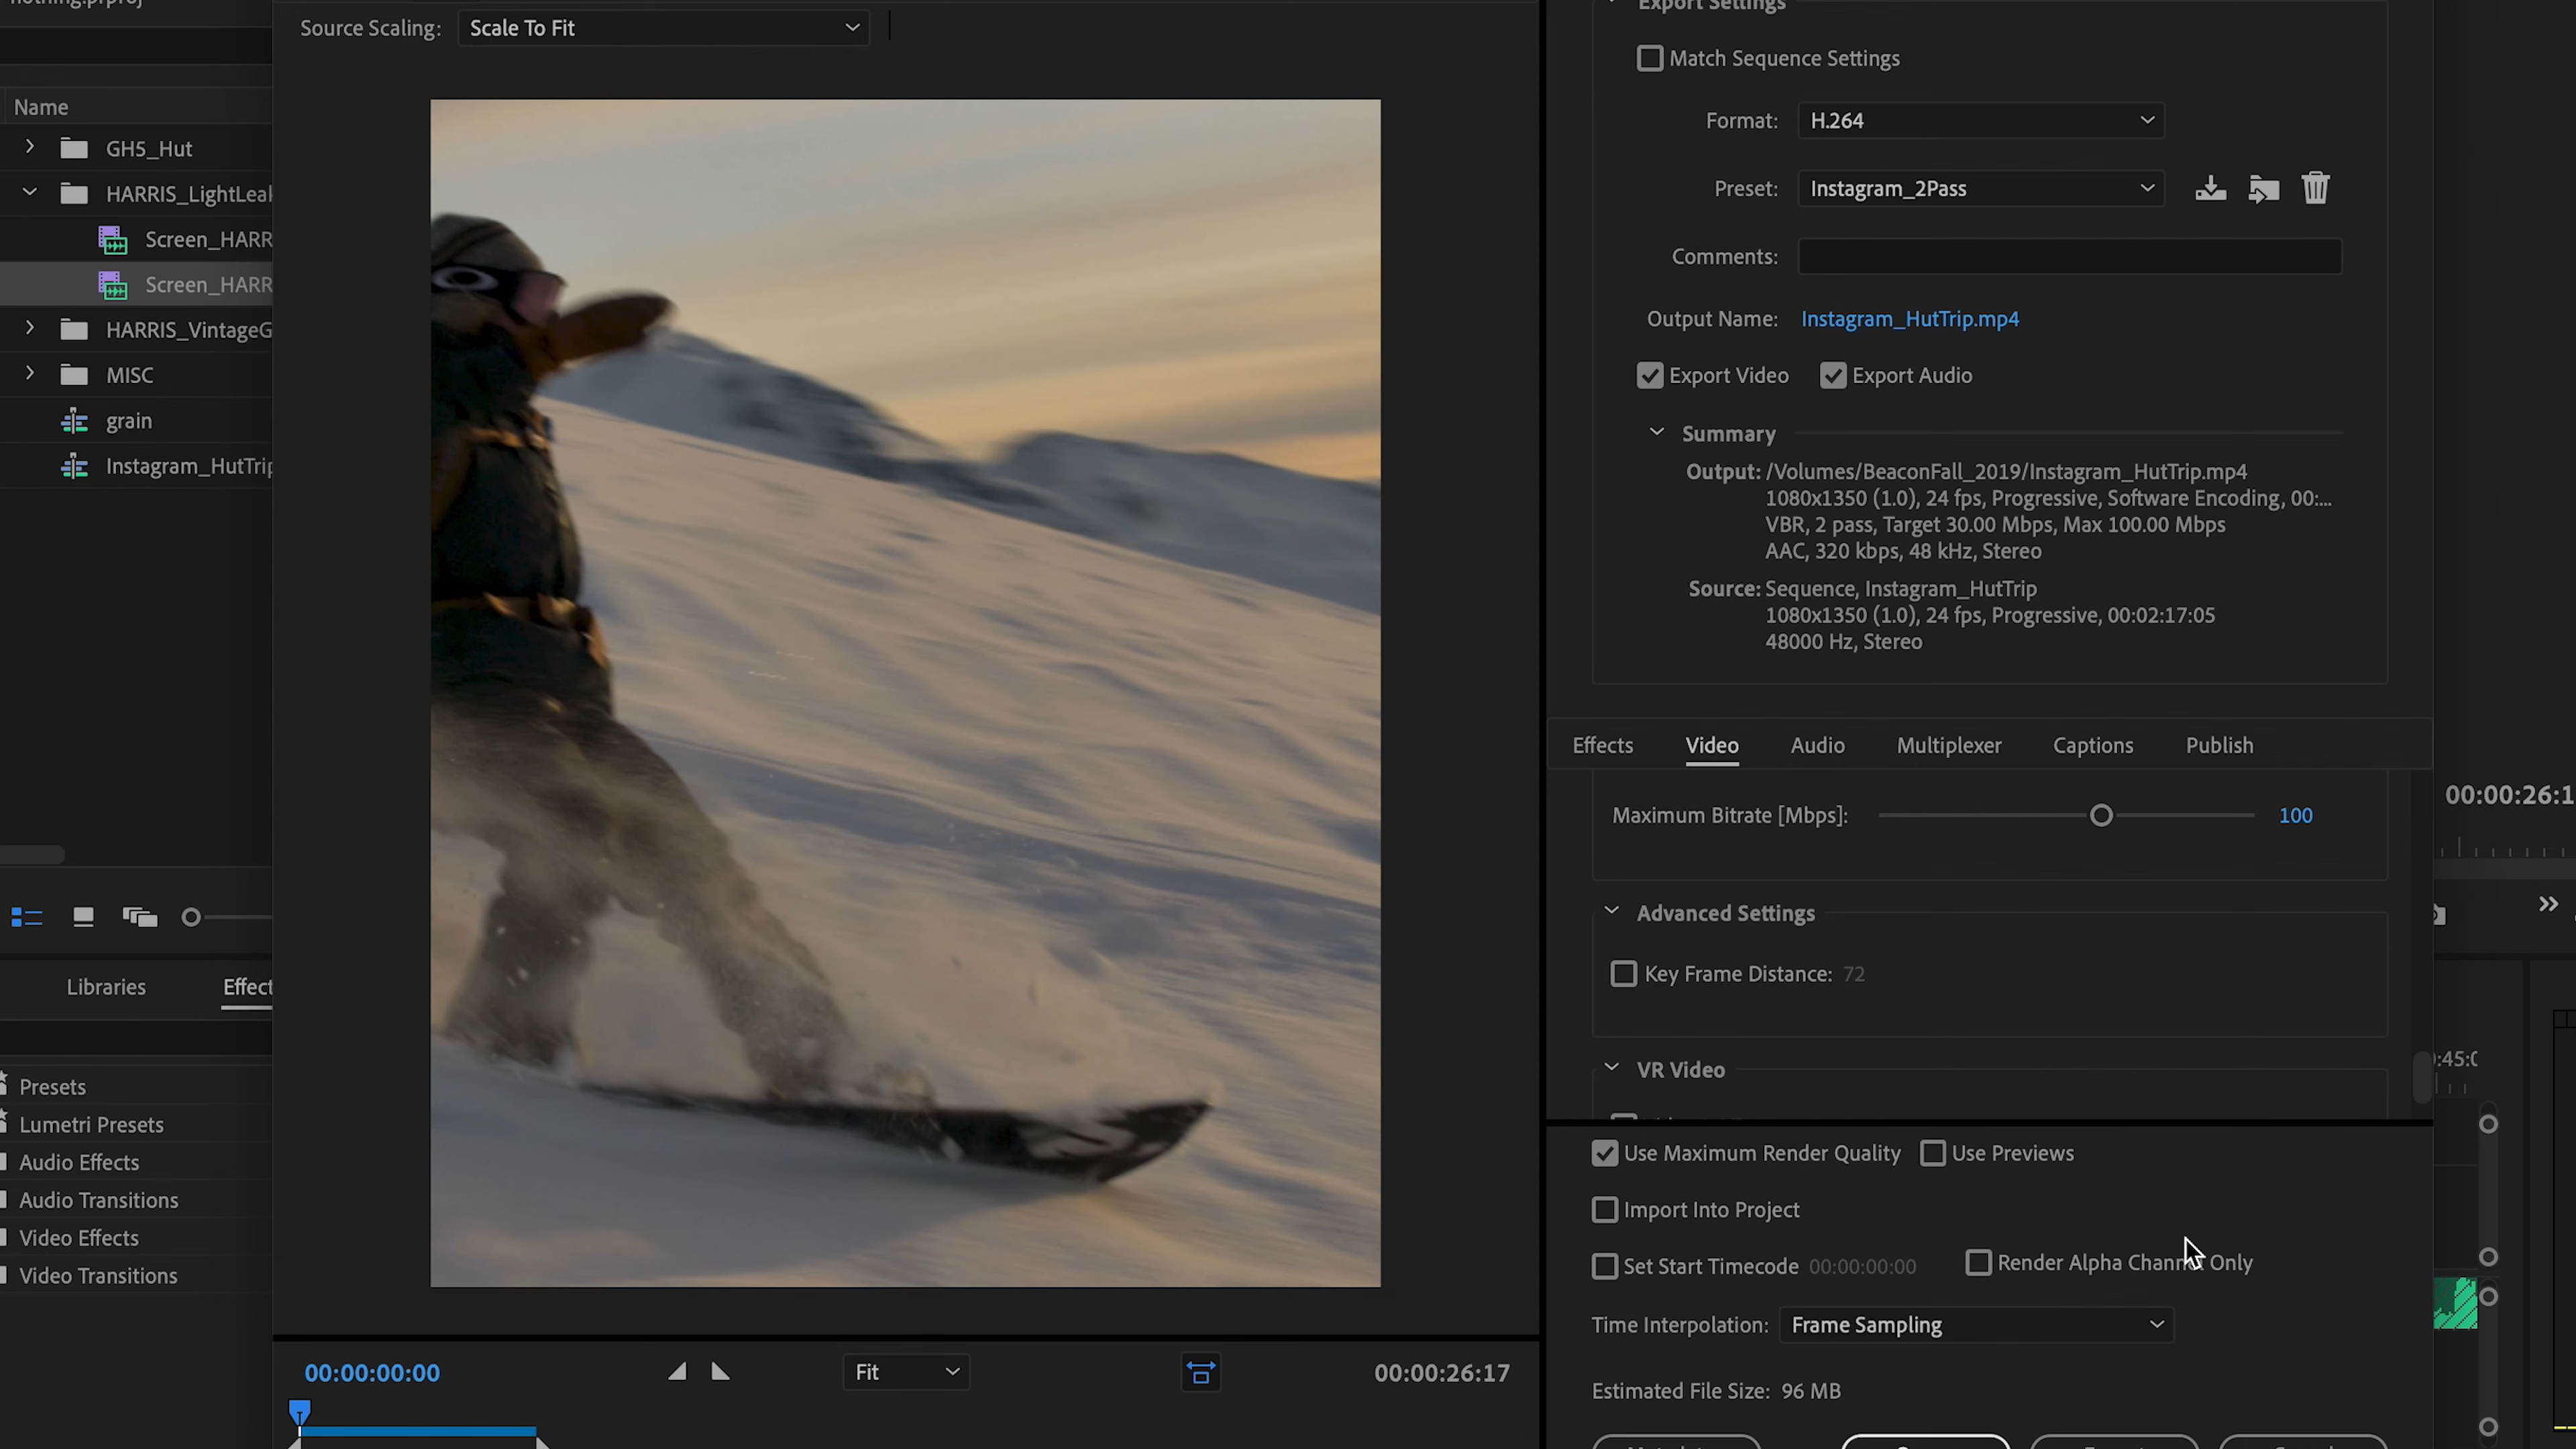 nothing.prproj
Name
GH5_Hut
HARRIS_LightLeak
Screen_HARR
Screen_HARR
HARRIS_VintageG
MISC
grain
Instagram_HutTrip
Libraries
Effect
Presets
Lumetri Presets
Audio Effects
Audio Transitions
Video Effects
Video Transitions
Source Scaling: Scale To Fit
00:00:00:00
Fit
00:00:26:17
Export Settings
Match Sequence Settings
Format: H.264
Preset: Instagram_2Pass
Comments:
Output Name: Instagram_HutTrip.mp4
Export Video Export Audio
Summary
Output: /Volumes/BeaconFall_2019/Instagram_HutTrip.mp4
1080x1350 (1.0), 24 fps, Progressive, Software Encoding, 00:...
VBR, 2 pass, Target 30.00 Mbps, Max 100.00 Mbps
AAC, 320 kbps, 48 kHz, Stereo
Source: Sequence, Instagram_HutTrip
1080x1350 (1.0), 24 fps, Progressive, 00:02:17:05
48000 Hz, Stereo
Effects Video Audio Multiplexer Captions Publish
Maximum Bitrate [Mbps]: 100
Advanced Settings
Key Frame Distance: 72
VR Video
Use Maximum Render Quality Use Previews
Import Into Project
Set Start Timecode 00:00:00:00 Render Alpha Channel Only
Time Interpolation: Frame Sampling
Estimated File Size: 96 MB
00:00:26:1
:45:0